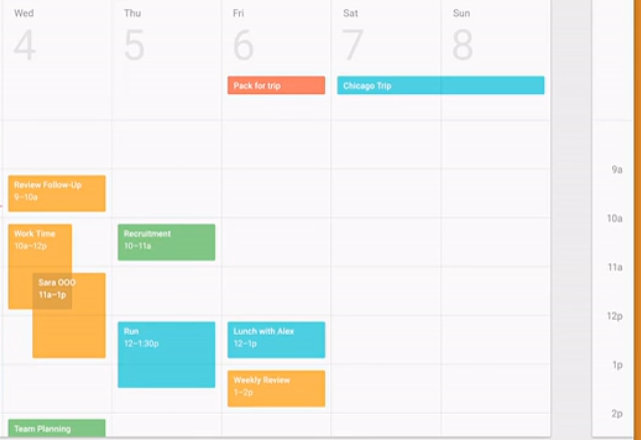 Wed
Thu
Fri
Sat
Sun
4
5
6
7
8
Pack for trip
Chicago Trip
Review Follow-Up
9–10a
Work Time
10a–12p
Sara OOO
11a–1p
Recruitment
10–11a
Run
12–1:30p
Lunch with Alex
12–1p
Weekly Review
1–2p
Team Planning
9a
10a
11a
12p
1p
2p